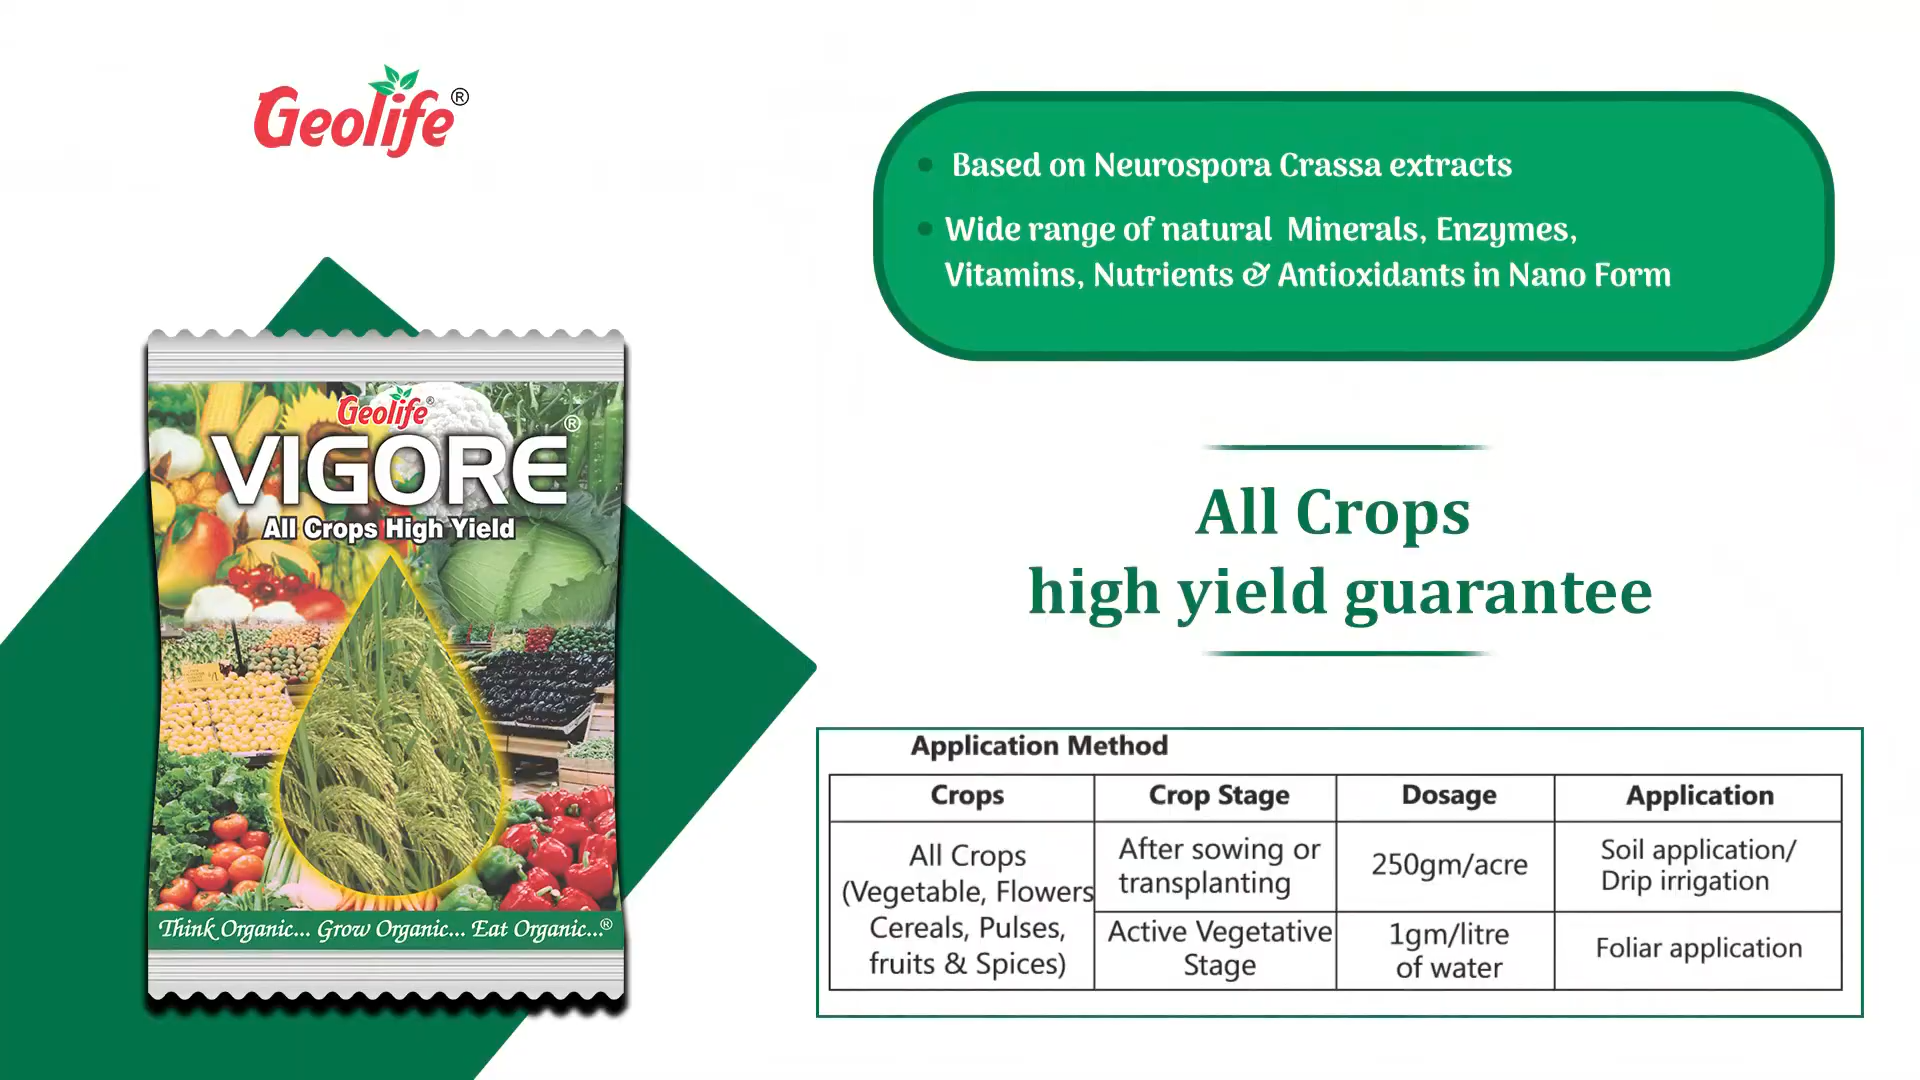 Geolife®
Based on Neurospora Crassa extracts
Wide range of natural Minerals, Enzymes,
Vitamins, Nutrients & Antioxidants in Nano Form
Geolife®
VIGORE®
All Crops High Yield
Think Organic... Grow Organic... Eat Organic...®
All Crops
high yield guarantee
Application Method
Crops Crop Stage Dosage Application
All Crops
(Vegetable, Flowers
Cereals, Pulses,
fruits & Spices)
After sowing or
transplanting
250gm/acre
Soil application/
Drip irrigation
Active Vegetative
Stage
1gm/litre
of water
Foliar application